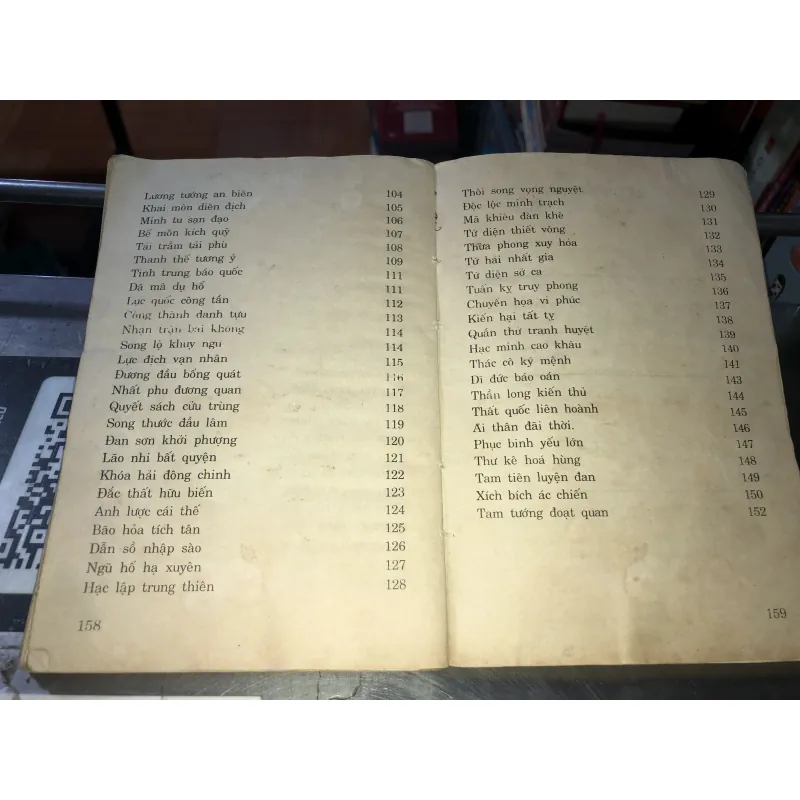 Lương tướng an biên 104
Khai môn diên địch 105
Minh tu sạn đạo 106
Bế môn kích quỹ 107
Tái trầm tái phù 108
Thanh thế tương ỷ 109
Tinh trung báo quốc 111
Dã mã dụ hổ 111
Lục quốc công tần 112
Công thành danh tựu 113
Nhạn trận bài không 114
Song lộ khuy ngư 114
Lực địch vạn nhân 115
Đương đầu bổng quát 116
Nhất phu đương quan 117
Quyết sách cửu trùng 118
Song thước đầu lâm 119
Đan sơn khởi phượng 120
Lão nhi bất quyện 121
Khóa hải đông chinh 122
Đắc thất hữu biến 123
Anh lược cái thế 124
Bão hỏa tích tân 125
Dẫn sồ nhập sào 126
Ngũ hổ hạ xuyên 127
Hạc lập trung thiên 128
158
Thôi song vọng nguyệt 129
Độc lộc minh trạch 130
Mã khiêu đàn khê 131
Tứ diện thiết võng 132
Thừa phong xuy hỏa 133
Tứ hải nhất gia 134
Tứ diện sở ca 135
Tuấn kỵ truy phong 136
Chuyển họa vi phúc 137
Kiến hại tất tỵ 138
Quần thử tranh huyệt 139
Hạc minh cao khâu 140
Thác cô ký mệnh 141
Dĩ đức báo oán 143
Thần long kiến thủ 144
Thất quốc liên hoành 145
Ai thân đãi thời. 146
Phục binh yếu lớn 147
Thư kê hoá hùng 148
Tam tiên luyện đan 149
Xích bích ác chiến 150
Tam tướng đoạt quan 152
159